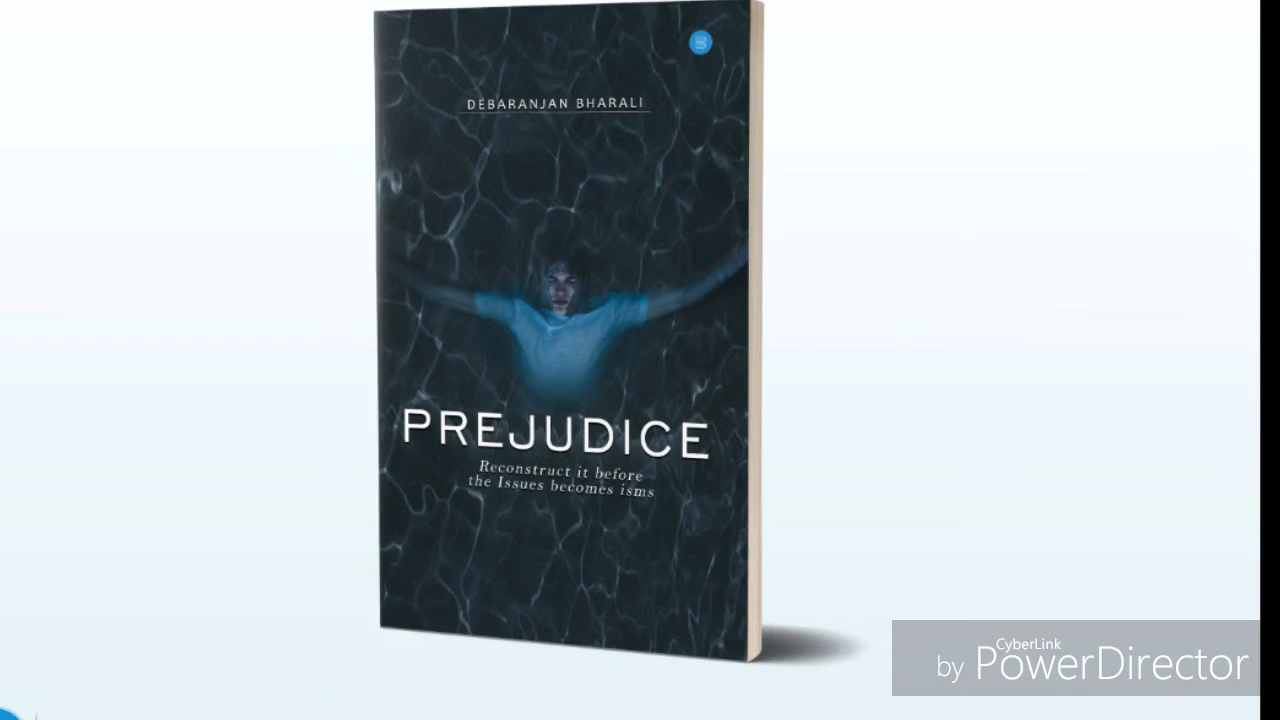 DEBARANJAN BHARALI
PREJUDICE
Reconstruct it before
the Issues becomes isms
CyberLink
by PowerDirector